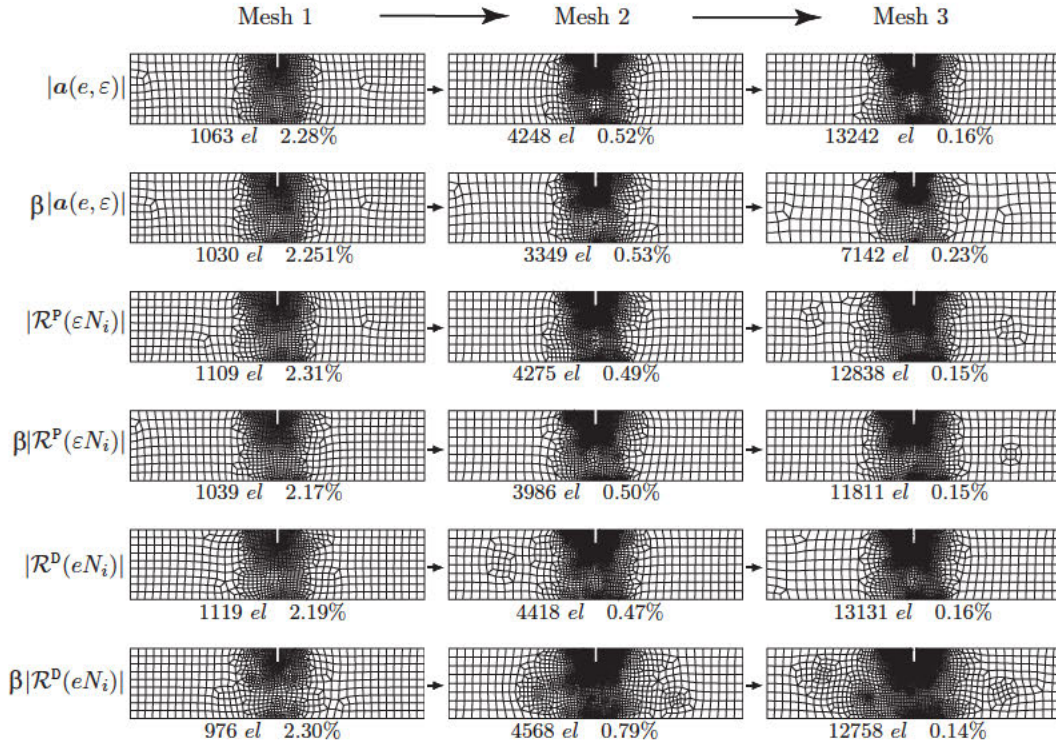 Mesh 1 Mesh 2 Mesh 3
|a(e, ε)|
1063 el 2.28% 4248 el 0.52% 13242 el 0.16%
β|a(e, ε)|
1030 el 2.251% 3349 el 0.53% 7142 el 0.23%
|𝓡ᴾ(εNᵢ)|
1109 el 2.31% 4275 el 0.49% 12838 el 0.15%
β|𝓡ᴾ(εNᵢ)|
1039 el 2.17% 3986 el 0.50% 11811 el 0.15%
|𝓡ᴰ(eNᵢ)|
1119 el 2.19% 4418 el 0.47% 13131 el 0.16%
β|𝓡ᴰ(eNᵢ)|
976 el 2.30% 4568 el 0.79% 12758 el 0.14%